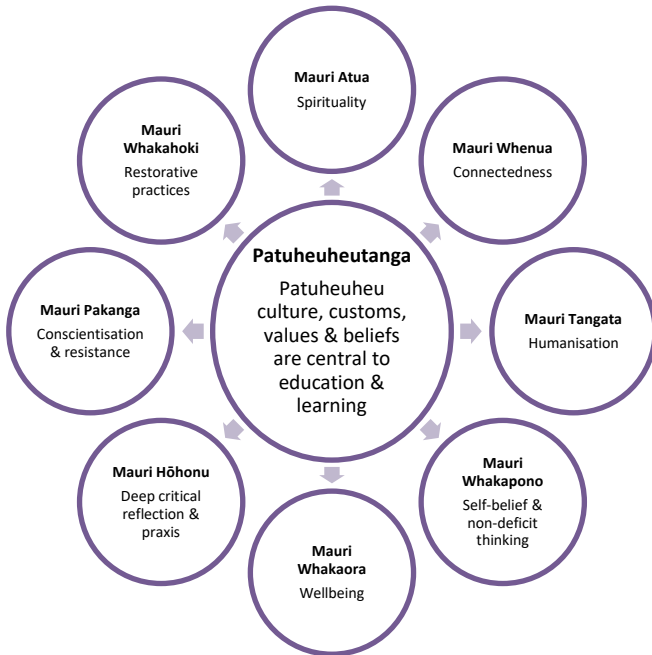 Mauri Atua
Spirituality
Mauri
Whakahoki
Restorative
practices
Mauri Whenua
Connectedness
Patuheuheutanga
Patuheuheu
culture, customs,
values & beliefs
are central to
education &
learning
Mauri Pakanga
Conscientisation
& resistance
Mauri Tangata
Humanisation
Mauri Hōhonu
Deep critical
reflection &
praxis
Mauri
Whakapono
Self-belief &
non-deficit
thinking
Mauri
Whakaora
Wellbeing